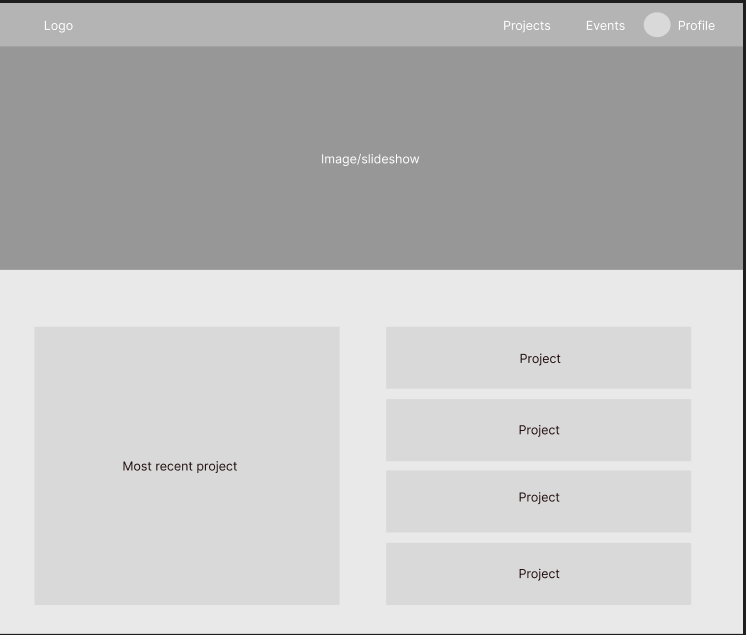 Logo
Projects
Events
Profile
Image/slideshow
Most recent project
Project
Project
Project
Project